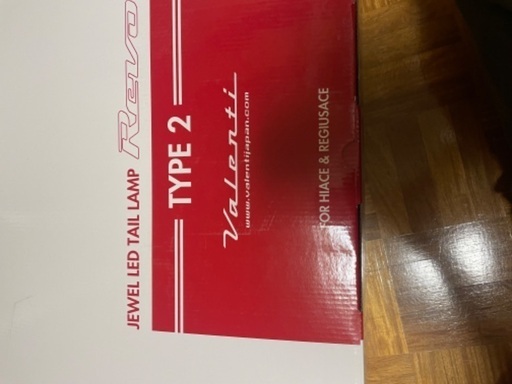 JEWEL LED TAIL LAMP Revo
TYPE 2
Valenti
www.valentijapan.com
FOR HIACE & REGIUSACE